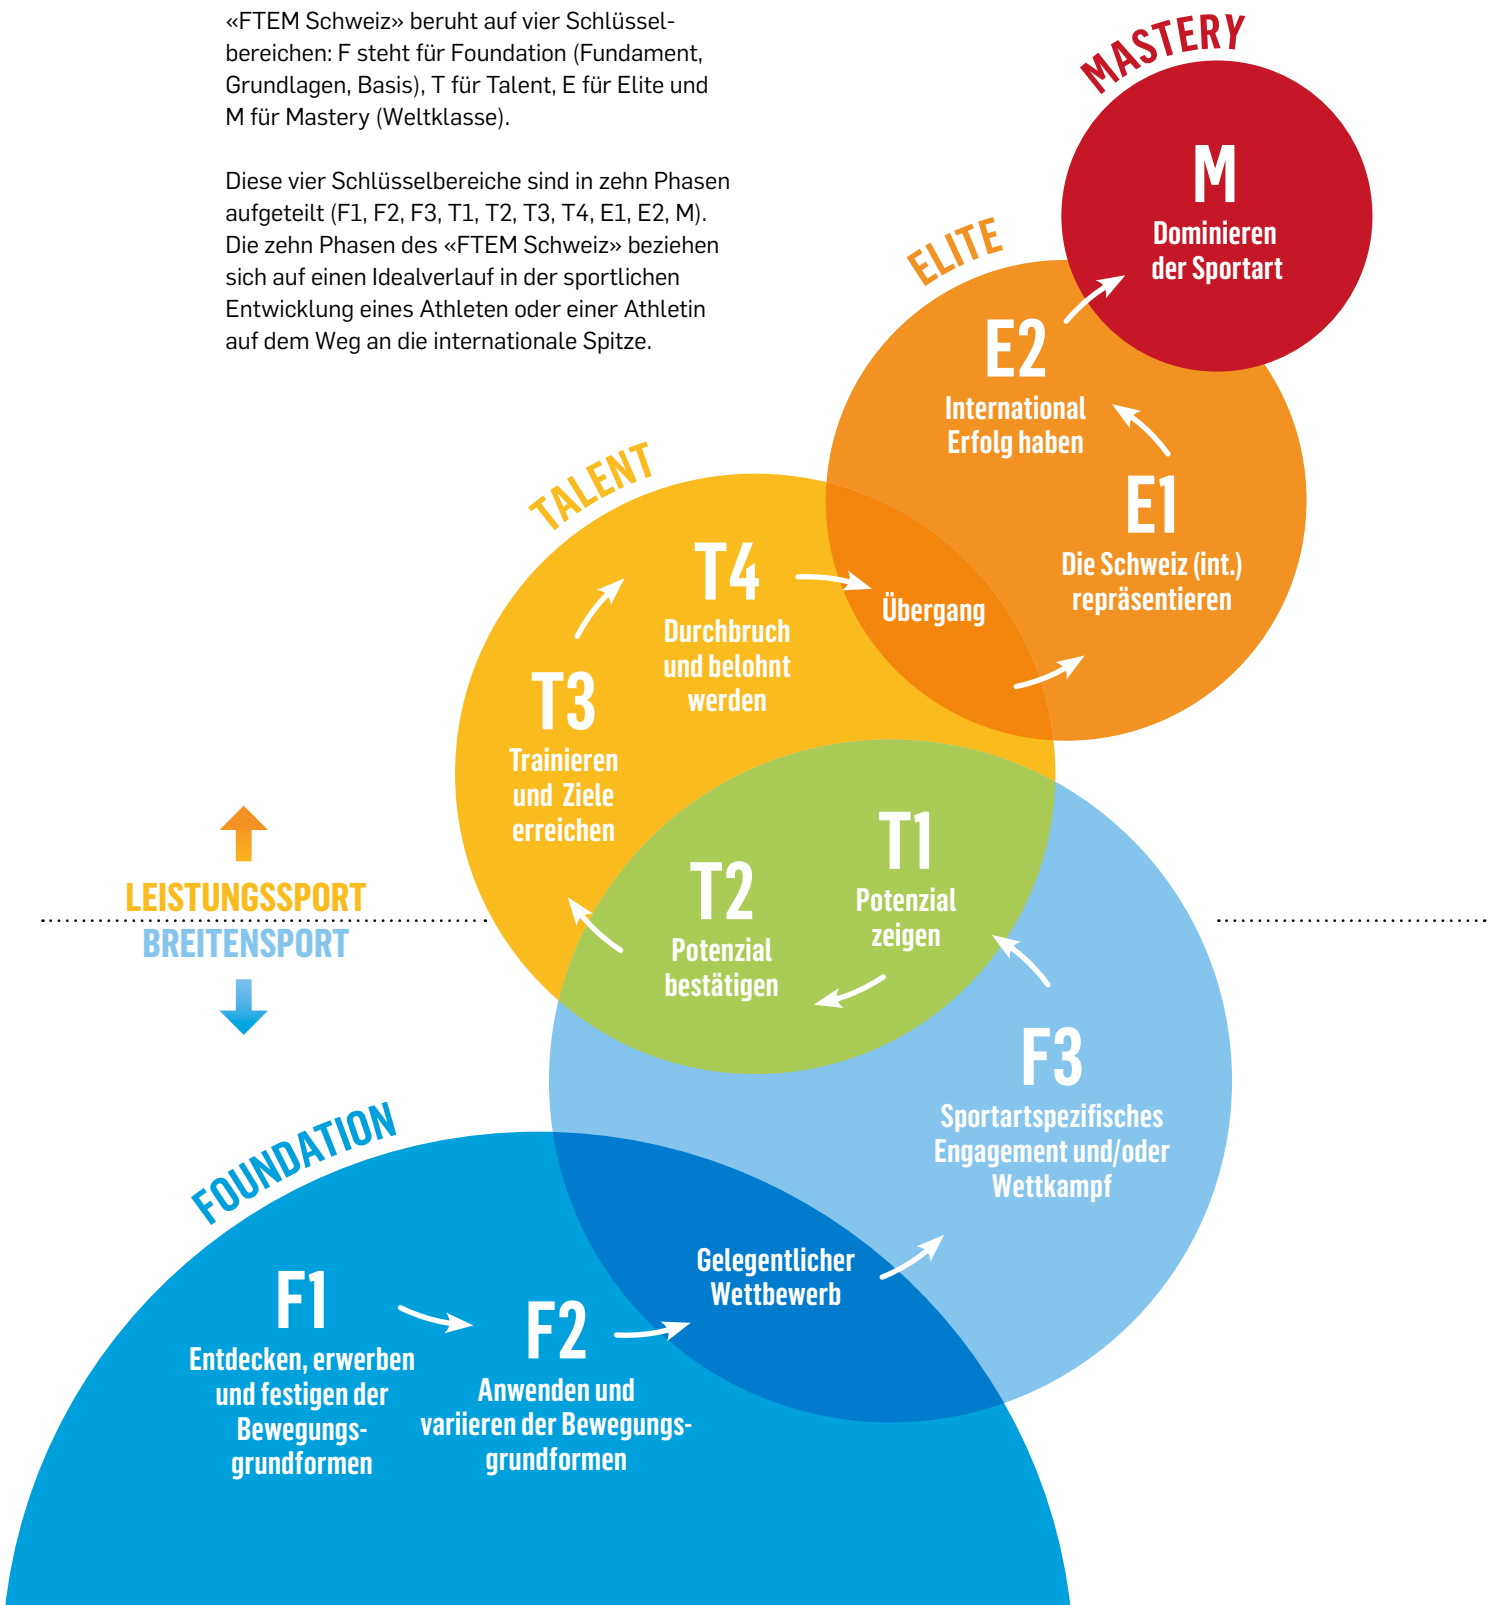 «FTEM Schweiz» beruht auf vier Schlüssel-
bereichen: F steht für Foundation (Fundament,
Grundlagen, Basis), T für Talent, E für Elite und
M für Mastery (Weltklasse).
Diese vier Schlüsselbereiche sind in zehn Phasen
aufgeteilt (F1, F2, F3, T1, T2, T3, T4, E1, E2, M).
Die zehn Phasen des «FTEM Schweiz» beziehen
sich auf einen Idealverlauf in der sportlichen
Entwicklung eines Athleten oder einer Athletin
auf dem Weg an die internationale Spitze.
MASTERY
M
Dominieren
der Sportart
ELITE
E2
International
Erfolg haben
E1
Die Schweiz (int.)
repräsentieren
TALENT
T4
Durchbruch
und belohnt
werden
Übergang
T3
Trainieren
und Ziele
erreichen
T1
Potenzial
zeigen
T2
Potenzial
bestätigen
LEISTUNGSSPORT
BREITENSPORT
F3
Sportartspezifisches
Engagement und/oder
Wettkampf
FOUNDATION
Gelegentlicher
Wettbewerb
F1
Entdecken, erwerben
und festigen der
Bewegungs-
grundformen
F2
Anwenden und
variieren der Bewegungs-
grundformen